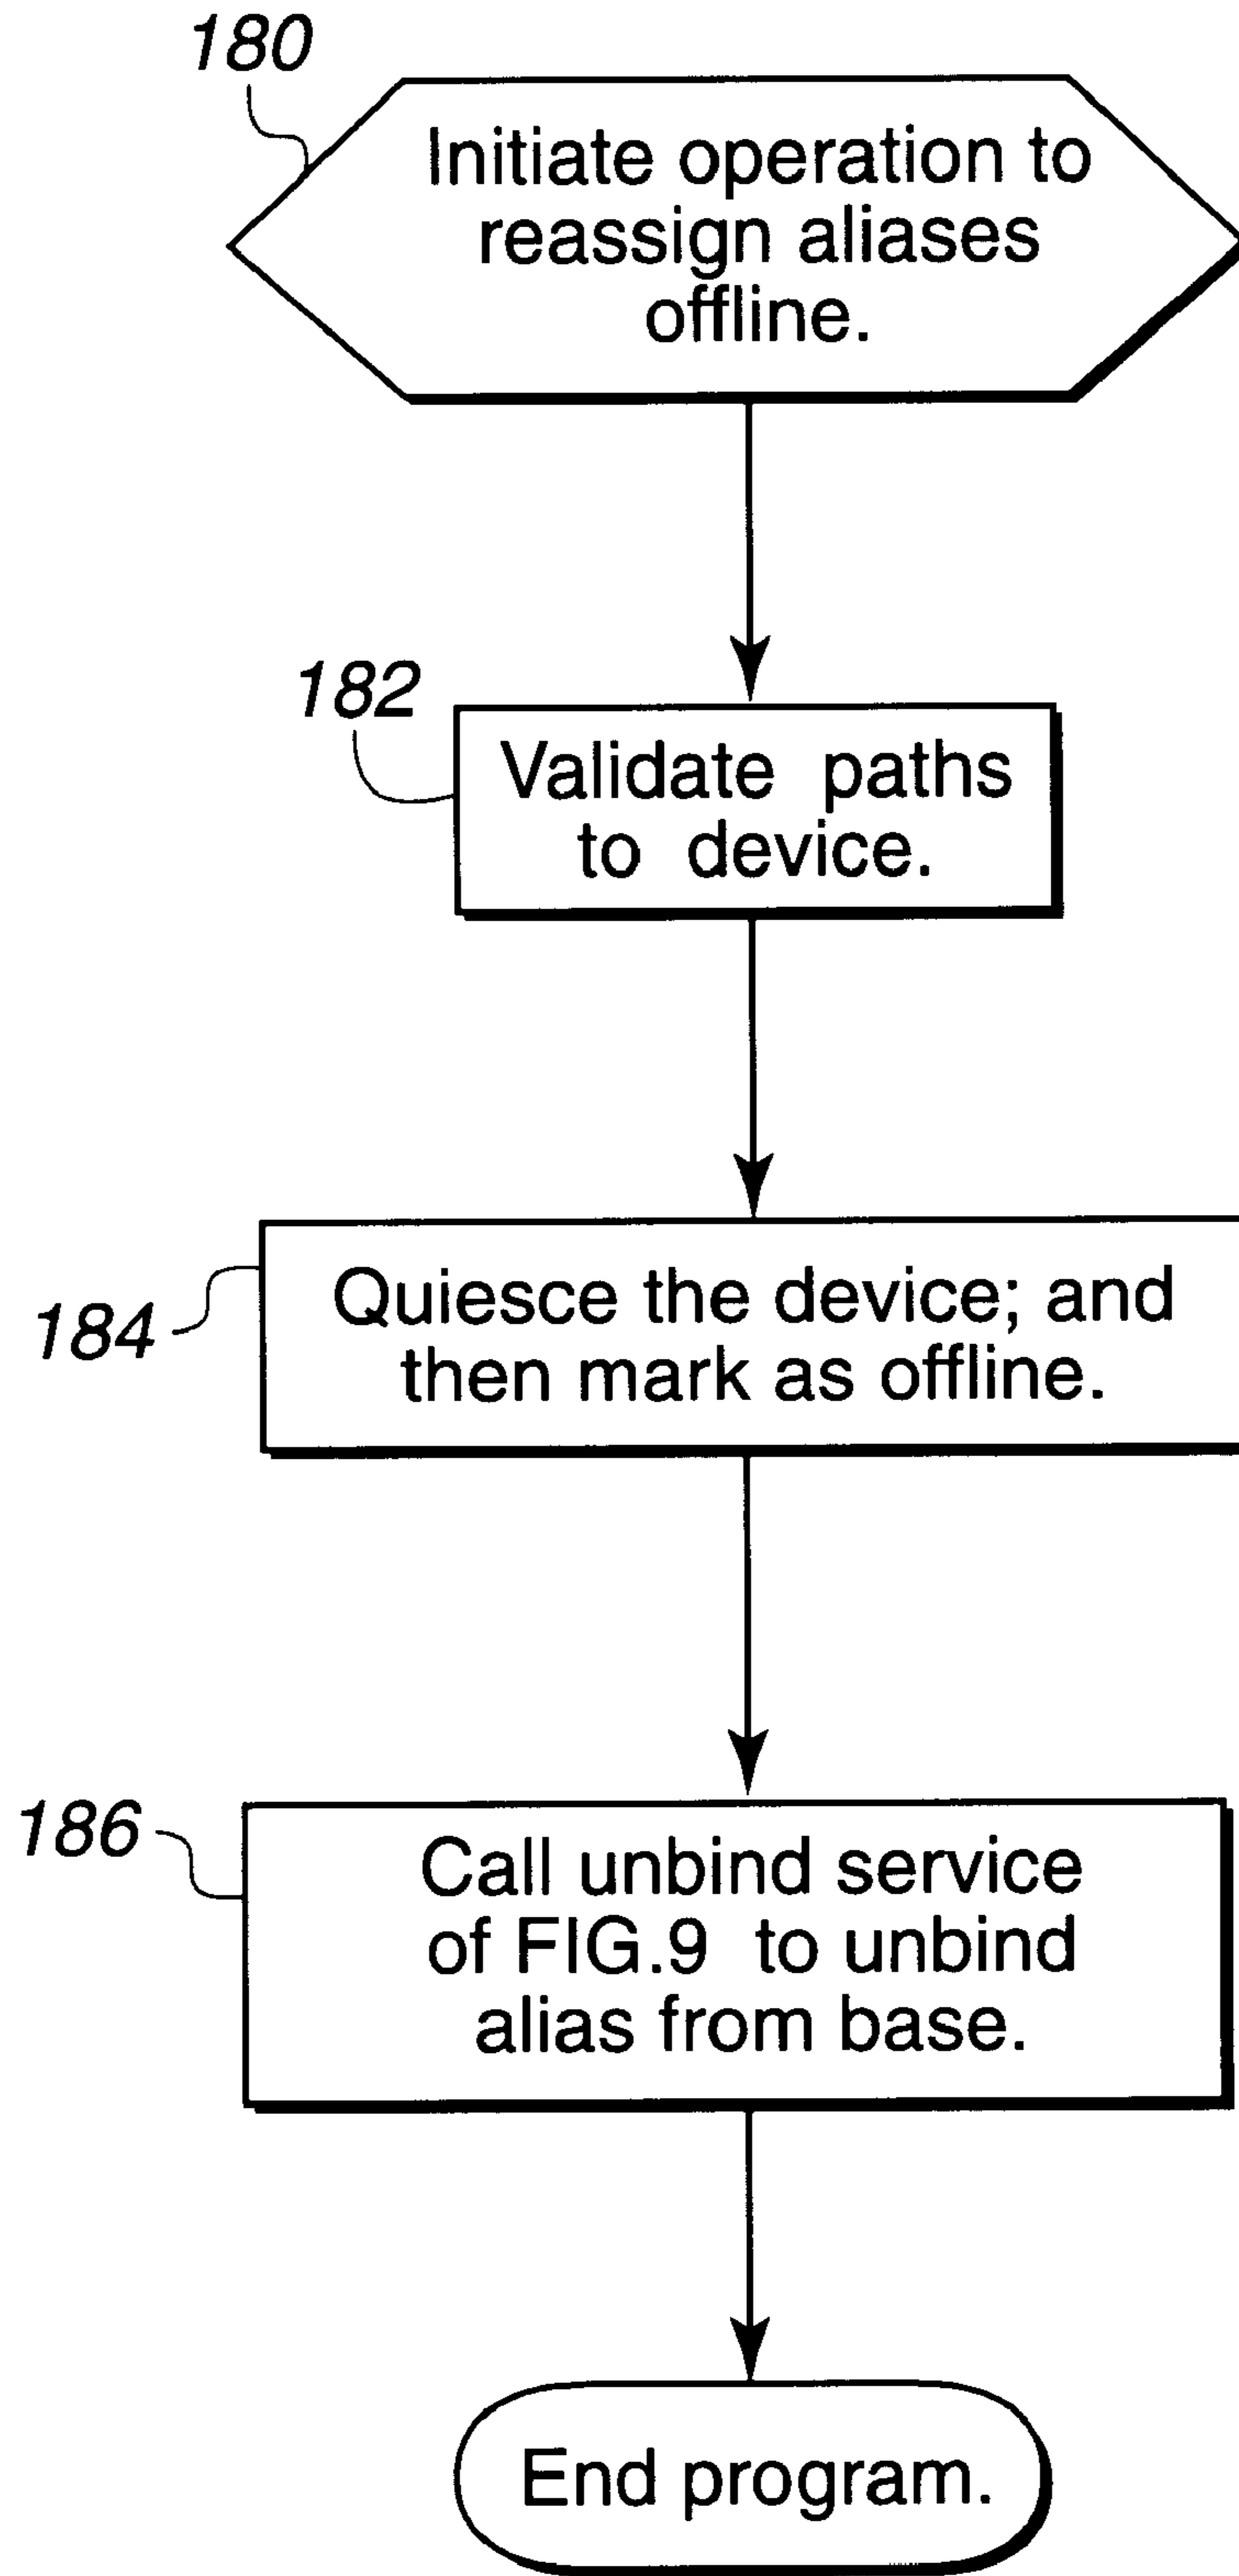 180
Initiate operation to
reassign aliases
offline.
182
Validate paths
to device.
184
Quiesce the device; and
then mark as offline.
186
Call unbind service
of FIG.9 to unbind
alias from base.
End program.